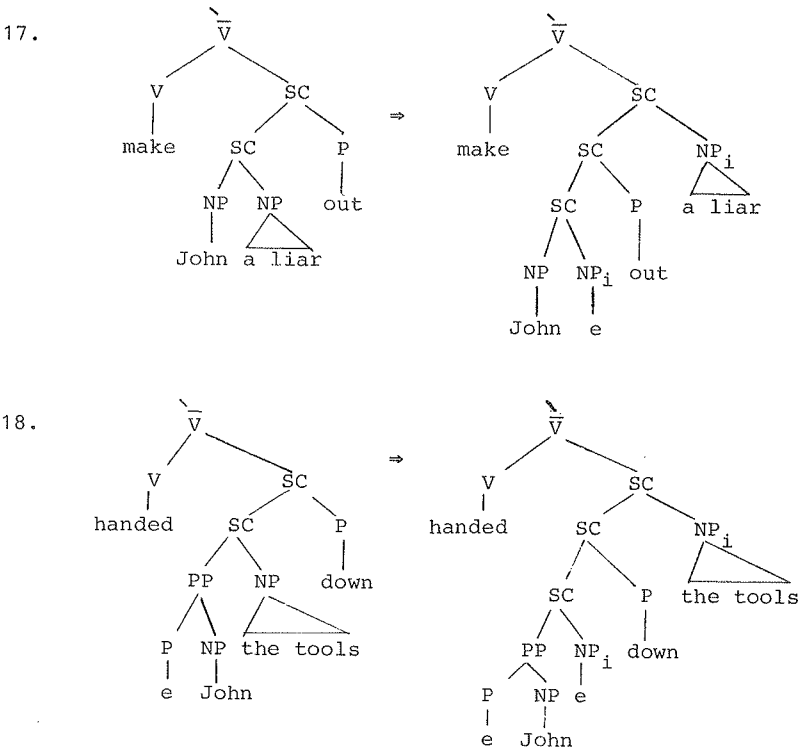 17.
V̅ V̅
V SC ⇒ V SC
make SC P make SC NPi
NP NP out SC P a liar
John a liar NP NPi out
John e
18.
V̅ V̅
V SC ⇒ V SC
handed SC P handed SC NPi
PP NP down SC P the tools
P NP the tools PP NPi down
e John P NP e
e John